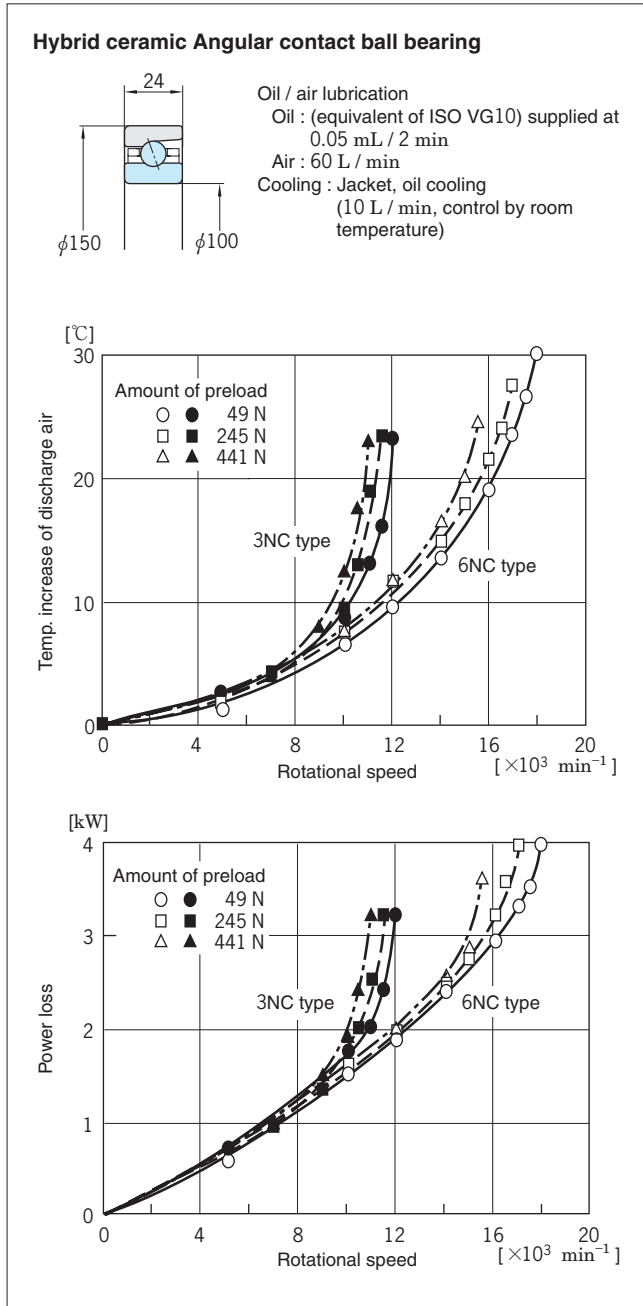 Hybrid ceramic Angular contact ball bearing
24
φ150
φ100
Oil / air lubrication
Oil : (equivalent of ISO VG10) supplied at
0.05 mL / 2 min
Air : 60 L / min
Cooling : Jacket, oil cooling
(10 L / min, control by room
temperature)
[℃]
30
20
10
0
Temp. increase of discharge air
Amount of preload
○ ● 49 N
□ ■ 245 N
△ ▲ 441 N
3NC type
6NC type
0 4 8 12 16 20
Rotational speed
[ ×10³ min⁻¹ ]
[kW]
4
3
2
1
0
Power loss
Amount of preload
○ ● 49 N
□ ■ 245 N
△ ▲ 441 N
3NC type
6NC type
4 8 12 16 20
Rotational speed
[ ×10³ min⁻¹ ]